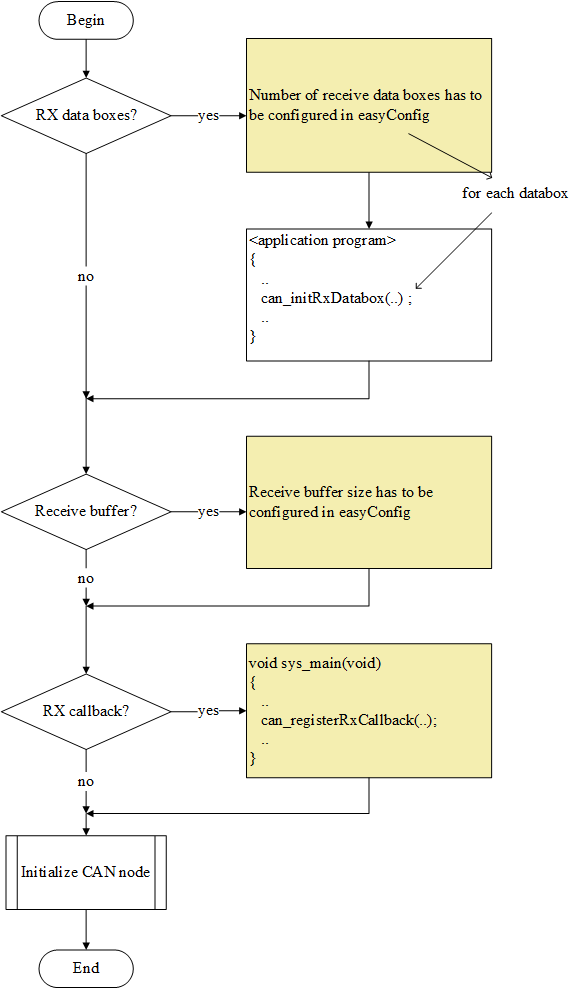 Begin
RX data boxes?
yes
Number of receive data boxes has to
be configured in easyConfig
for each databox
<application program>
{
..
can_initRxDatabox(..) ;
..
}
no
Receive buffer?
yes
Receive buffer size has to be
configured in easyConfig
no
void sys_main(void)
{
..
can_registerRxCallback(..);
..
}
RX callback?
yes
no
Initialize CAN node
End